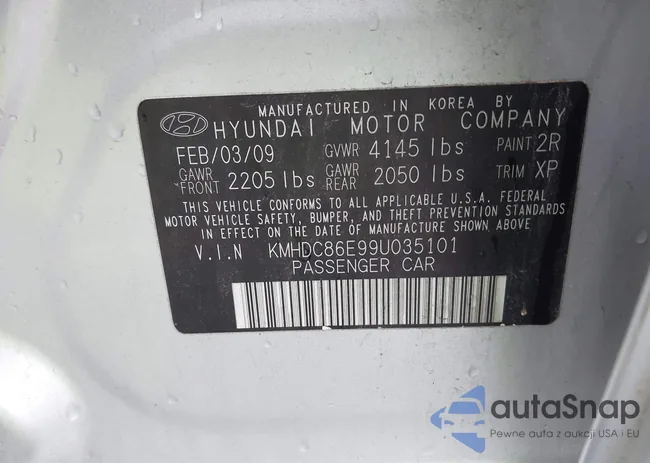 MANUFACTURED IN KOREA BY
HYUNDAI MOTOR COMPANY
FEB/03/09 GVWR 4145 lbs PAINT 2R
GAWR FRONT 2205 lbs GAWR REAR 2050 lbs TRIM XP
THIS VEHICLE CONFORMS TO ALL APPLICABLE U.S.A. FEDERAL
MOTOR VEHICLE SAFETY, BUMPER, AND THEFT PREVENTION STANDARDS
IN EFFECT ON THE DATE OF MANUFACTURE SHOWN ABOVE.
V.I.N KMHDC86E99U035101
PASSENGER CAR
autaSnap
Pewne auta z aukcji USA i EU